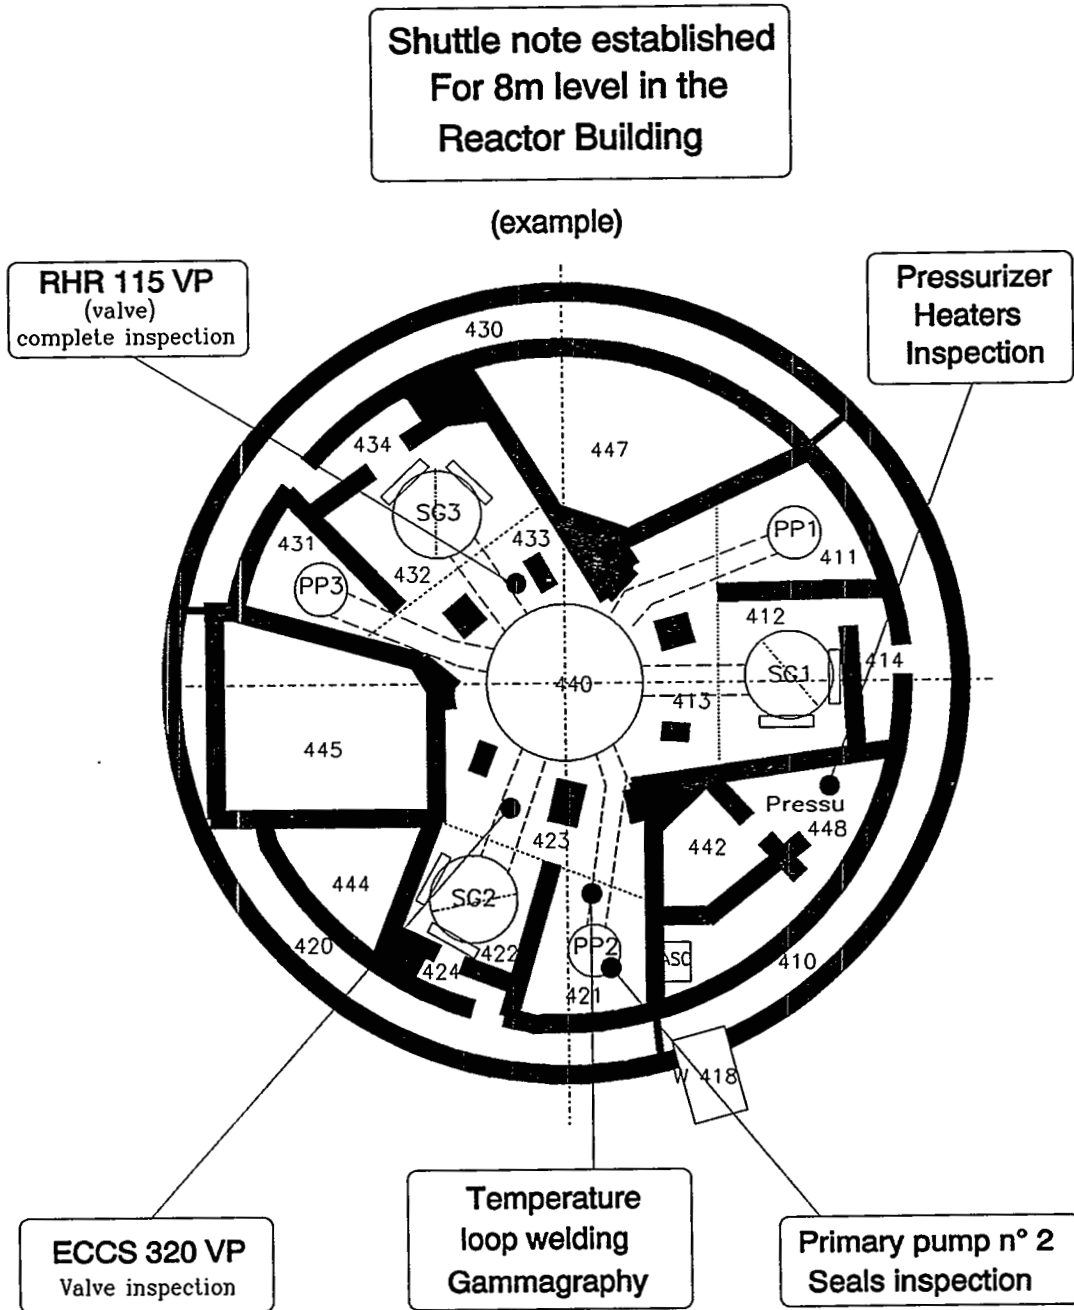 Shuttle note established
For 8m level in the
Reactor Building
(example)
RHR 115 VP
(valve)
complete inspection
Pressurizer
Heaters
Inspection
430
434
447
SG3
433
PP1
431
411
432
PP3
412
414
SG1
440
413
445
Pressu
448
423
442
444
SG2
420
422
PP2
424
ASC
410
421
W 418
Temperature
loop welding
Gammagraphy
ECCS 320 VP
Valve inspection
Primary pump n° 2
Seals inspection